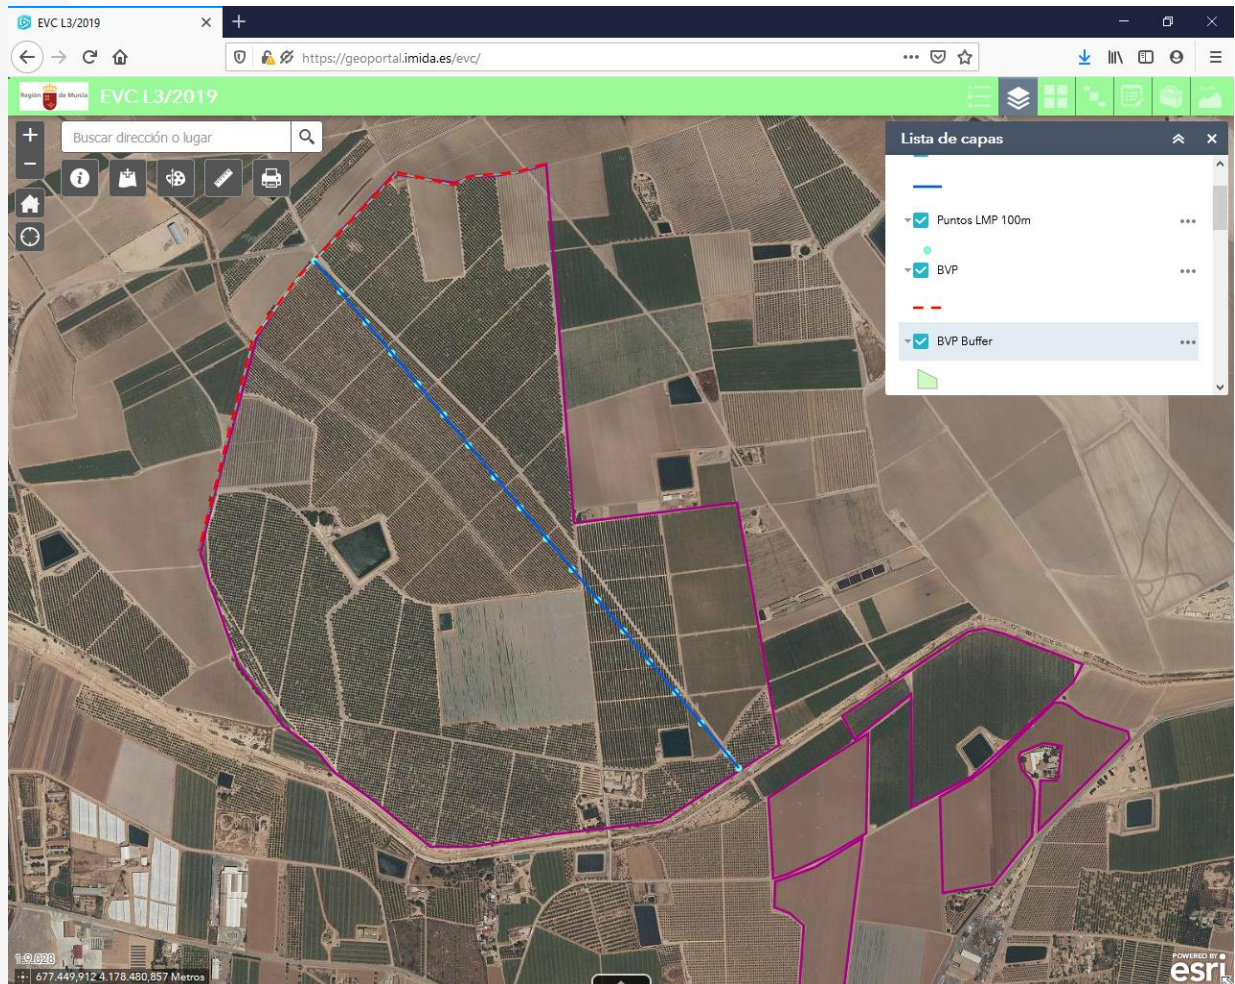 EVC L3/2019
https://geoportal.imida.es/evc/
Región de Murcia
EVC L3/2019
Buscar dirección o lugar
Lista de capas
Puntos LMP 100m
BVP
BVP Buffer
1:9.028
677.449,912 4.178.480,857 Metros
POWERED BY
esri